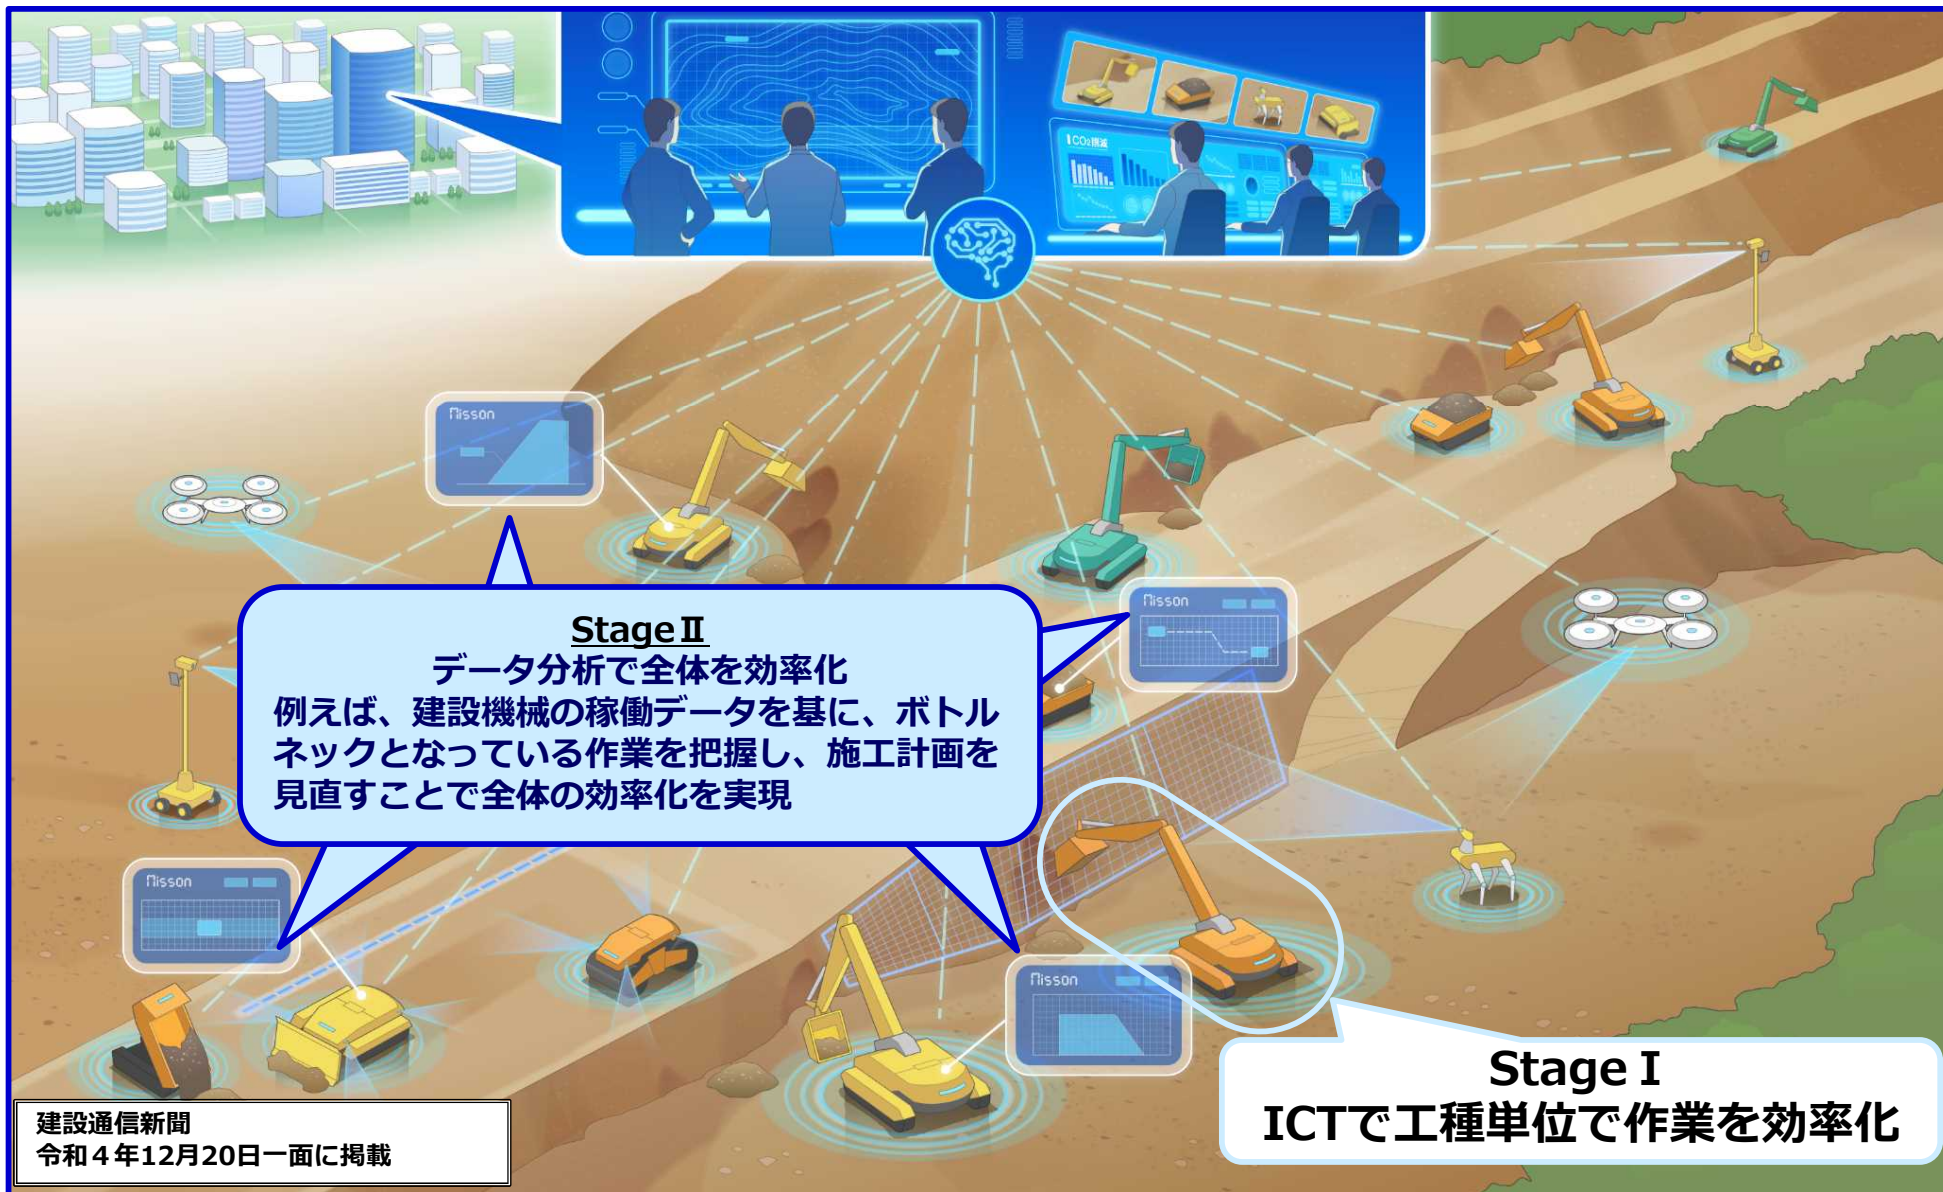 CO₂削減
Misson
StageⅡ
データ分析で全体を効率化
例えば、建設機械の稼働データを基に、ボトル
ネックとなっている作業を把握し、施工計画を
見直すことで全体の効率化を実現
Misson
Misson
Misson
StageⅠ
ICTで工種単位で作業を効率化
建設通信新聞
令和４年12月20日一面に掲載